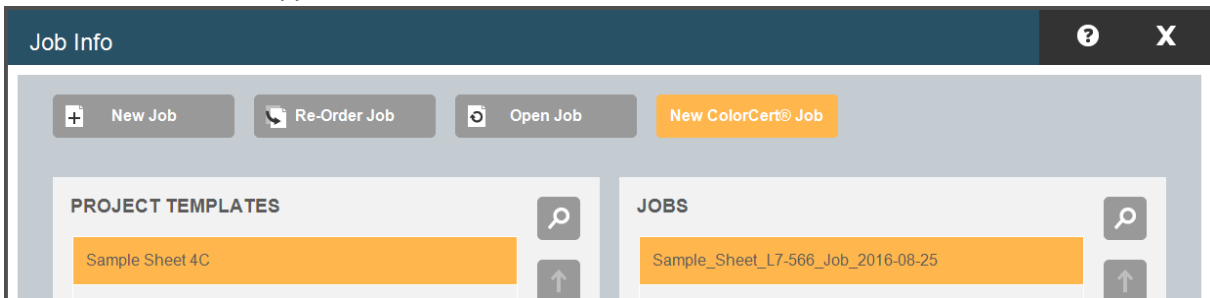 Job Info
? X
New Job Re-Order Job Open Job New ColorCert® Job
PROJECT TEMPLATES JOBS
Sample Sheet 4C Sample_Sheet_L7-566_Job_2016-08-25